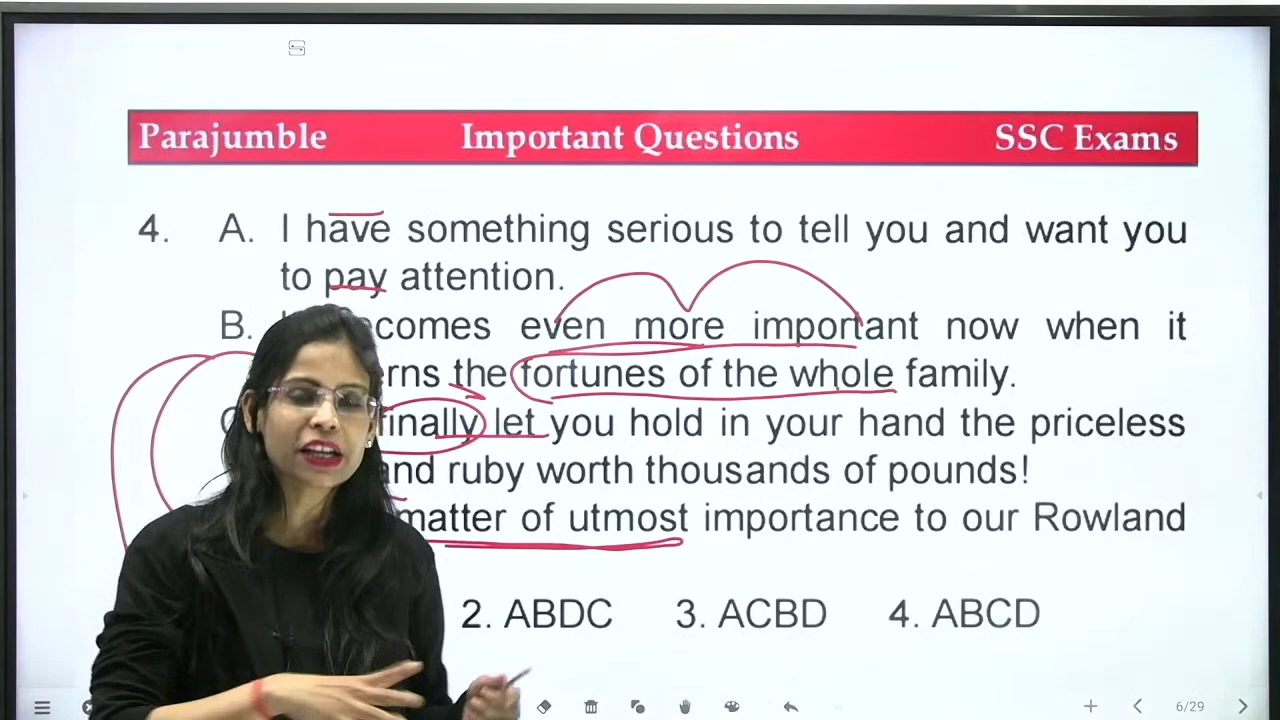 Parajumble Important Questions SSC Exams
4. A. I have something serious to tell you and want you
to pay attention.
B. even more important now when it
the fortunes of the whole family.
finally let you hold in your hand the priceless
ruby worth thousands of pounds!
matter of utmost importance to our Rowland
2. ABDC 3. ACBD 4. ABCD
6/29